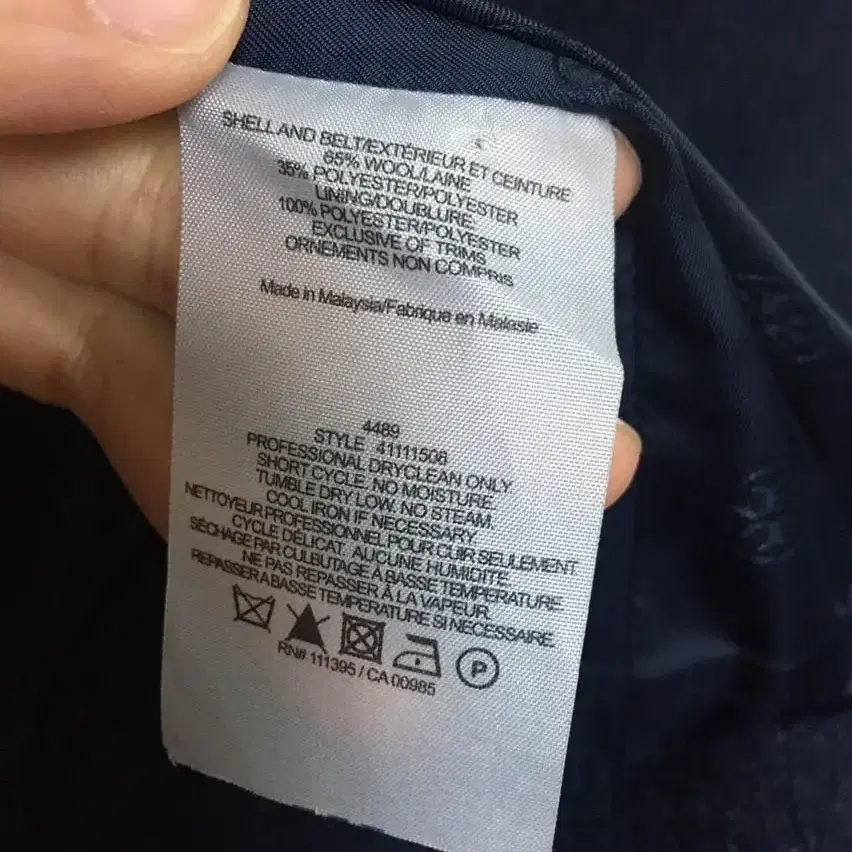 SHELL AND BELT/EXTÉRIEUR ET CEINTURE:
65% WOOL/LAINE
35% POLYESTER/POLYESTER
LINING/DOUBLURE:
100% POLYESTER/POLYESTER
EXCLUSIVE OF TRIMS
ORNEMENTS NON COMPRIS
Made in Malaysia/Fabrique en Malasie
4489
STYLE 41111508
PROFESSIONAL DRYCLEAN ONLY.
SHORT CYCLE. NO MOISTURE.
TUMBLE DRY LOW. NO STEAM.
COOL IRON IF NECESSARY
NETTOYEUR PROFESSIONNEL POUR CUIR SEULEMENT.
CYCLE DÉLICAT. AUCUNE HUMIDITE.
SÉCHAGE PAR CULBUTAGE À BASSE TEMPÉRATURE.
NE PAS REPASSER À LA VAPEUR.
REPASSER A BASSE TEMPÉRATURE SI NÉCESSAIRE.
P
RN# 111395 / CA 00985